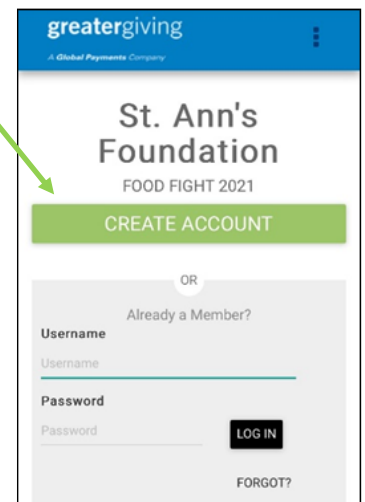 greatergiving
A Global Payments Company
St. Ann's
Foundation
FOOD FIGHT 2021
CREATE ACCOUNT
OR
Already a Member?
Username
Username
Password
Password
LOG IN
FORGOT?